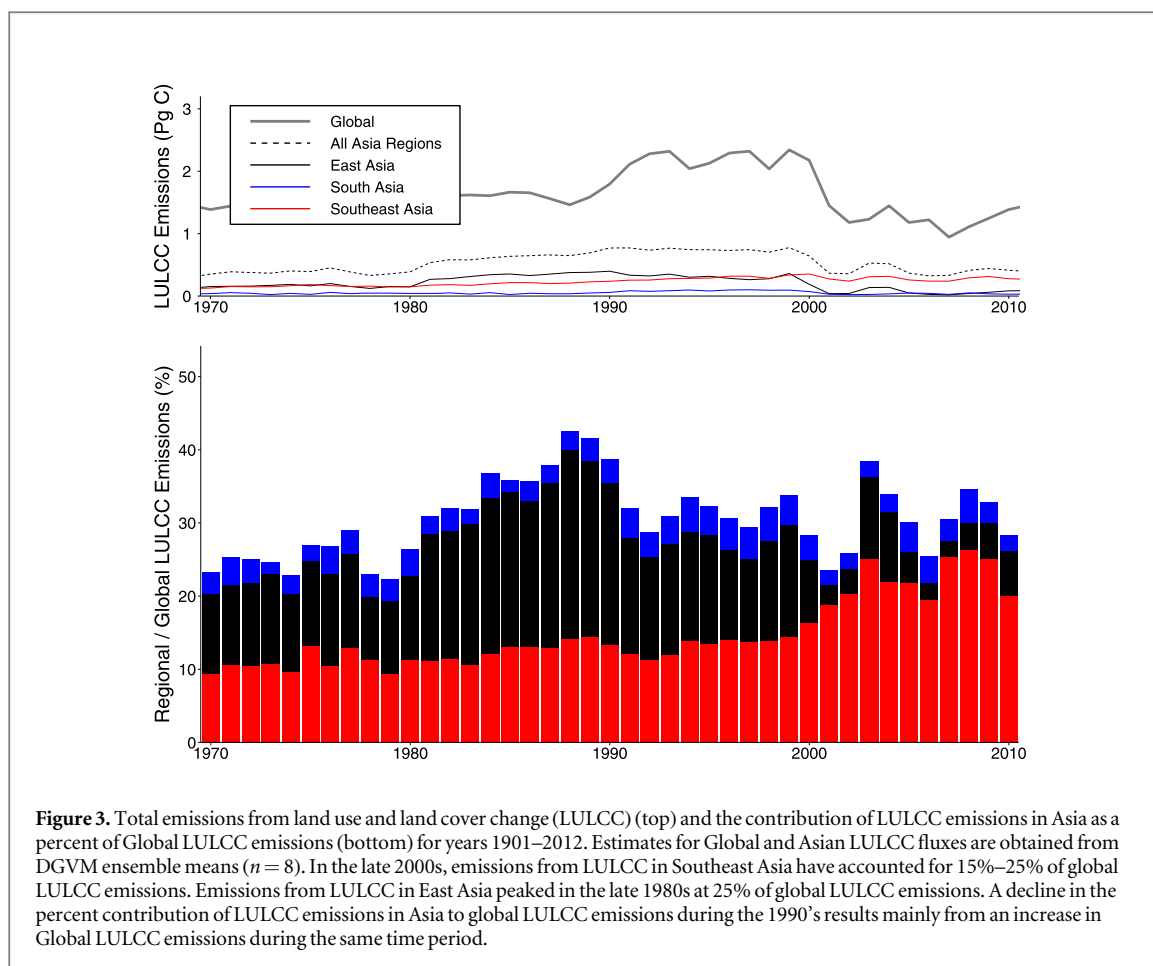 LULCC Emissions (Pg C)
3
2
1
0
Global
All Asia Regions
East Asia
South Asia
Southeast Asia
1970 1980 1990 2000 2010
Regional / Global LULCC Emissions (%)
50
40
30
20
10
0
1970 1980 1990 2000 2010
Figure 3. Total emissions from land use and land cover change (LULCC) (top) and the contribution of LULCC emissions in Asia as a
percent of Global LULCC emissions (bottom) for years 1901–2012. Estimates for Global and Asian LULCC fluxes are obtained from
DGVM ensemble means (n = 8). In the late 2000s, emissions from LULCC in Southeast Asia have accounted for 15%–25% of global
LULCC emissions. Emissions from LULCC in East Asia peaked in the late 1980s at 25% of global LULCC emissions. A decline in the
percent contribution of LULCC emissions in Asia to global LULCC emissions during the 1990's results mainly from an increase in
Global LULCC emissions during the same time period.